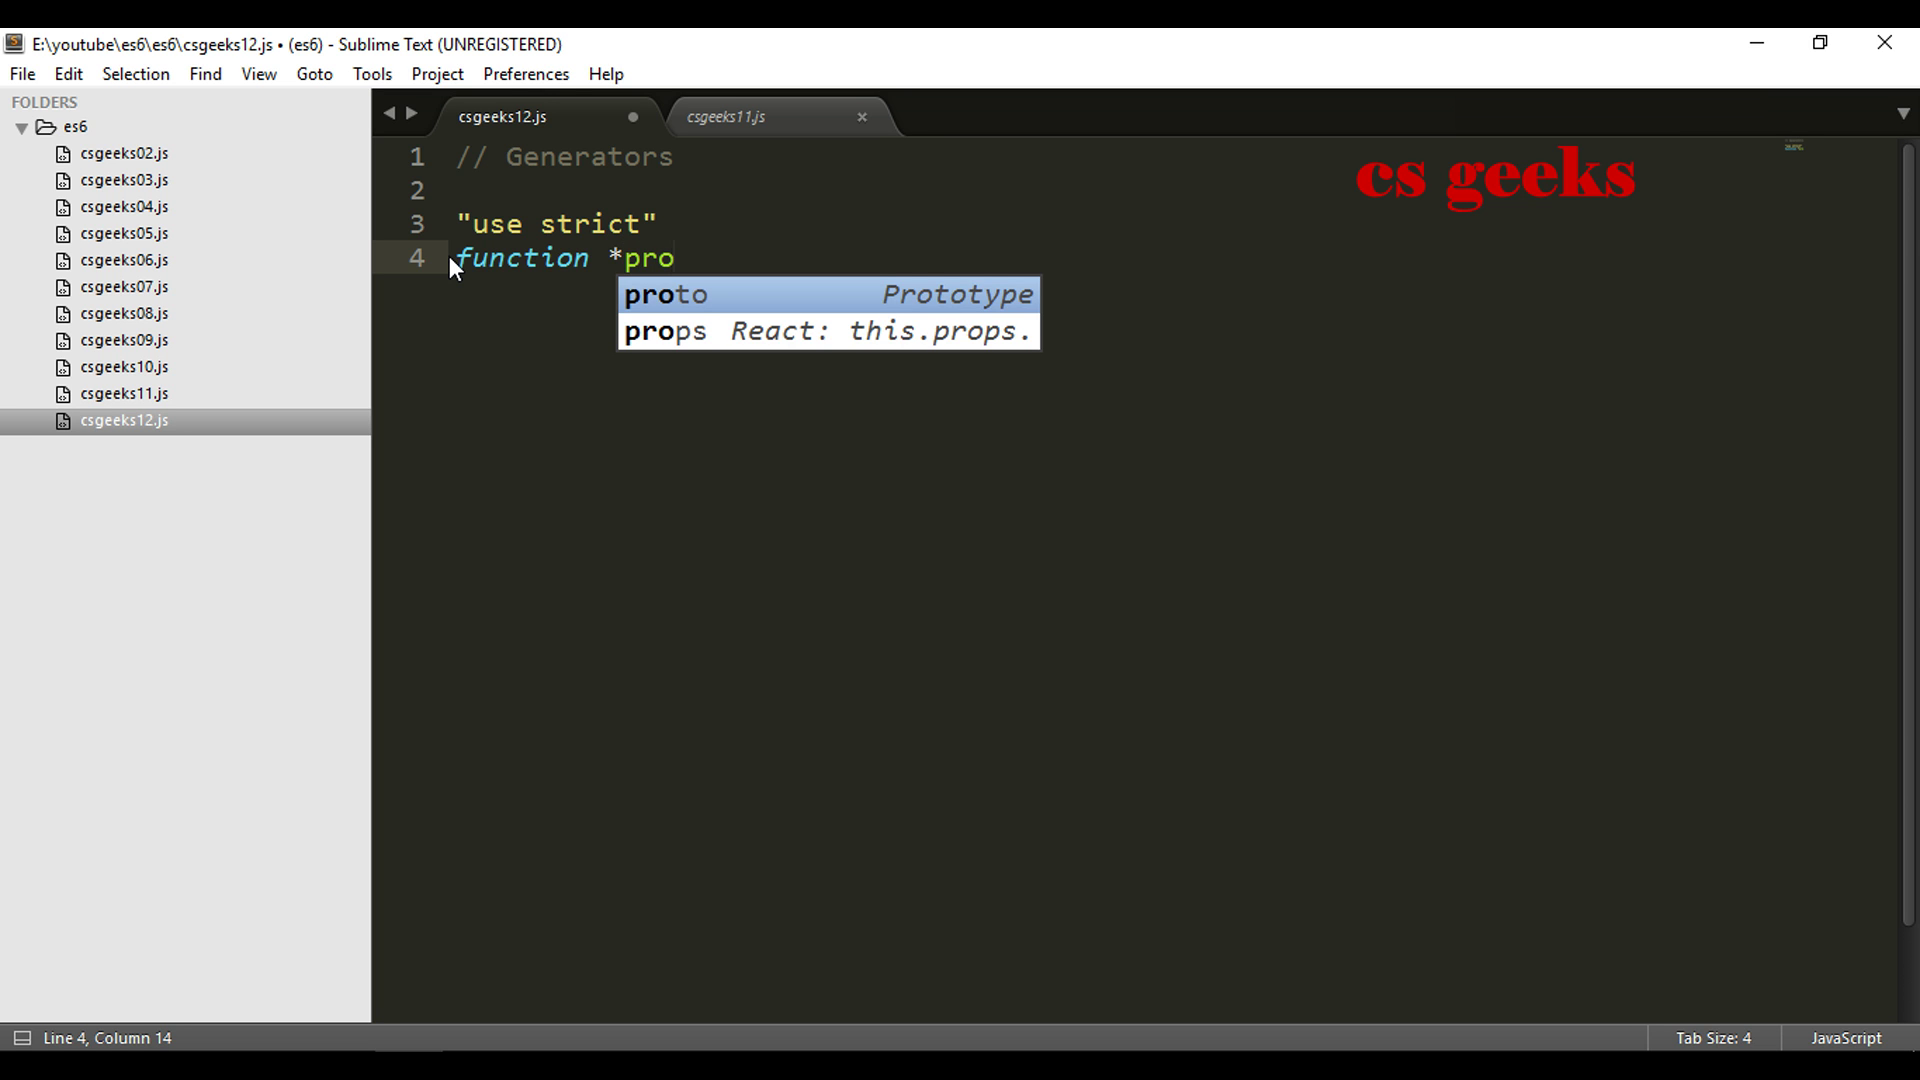 E:\youtube\es6\es6\csgeeks12.js • (es6) - Sublime Text (UNREGISTERED)
File Edit Selection Find View Goto Tools Project Preferences Help
FOLDERS
es6
csgeeks02.js
csgeeks03.js
csgeeks04.js
csgeeks05.js
csgeeks06.js
csgeeks07.js
csgeeks08.js
csgeeks09.js
csgeeks10.js
csgeeks11.js
csgeeks12.js
csgeeks12.js csgeeks11.js
1 // Generators
2
3 "use strict"
4 function *pro
proto Prototype
props React: this.props.
cs geeks
Line 4, Column 14 Tab Size: 4 JavaScript